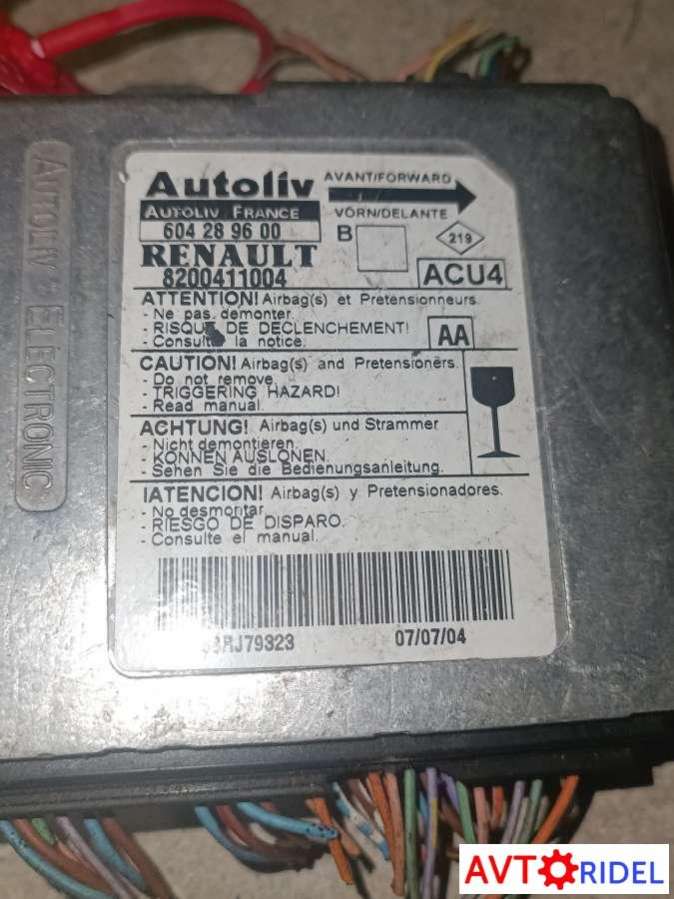 AUTOLIV ELECTRONIC
Autoliv
AUTOLIV FRANCE
604 28 96 00
RENAULT
8200411004
AVANT/FORWARD
VORN/DELANTE
B
219
ACU4
AA
ATTENTION! Airbag(s) et Pretensionneurs.
- Ne pas démonter.
- RISQUE DE DECLENCHEMENT!
- Consulte la notice.
CAUTION! Airbag(s) and Pretensioners.
- Do not remove.
- TRIGGERING HAZARD!
- Read manual.
ACHTUNG! Airbag(s) und Strammer
- Nicht demontieren.
- KONNEN AUSLONEN.
- Sehen Sie die Bedienungsanleitung.
!ATENCION! Airbag(s) y Pretensionadores.
- No desmontar.
- RIESGO DE DISPARO.
- Consulte el manual.
07/07/04
AVTORIDEL